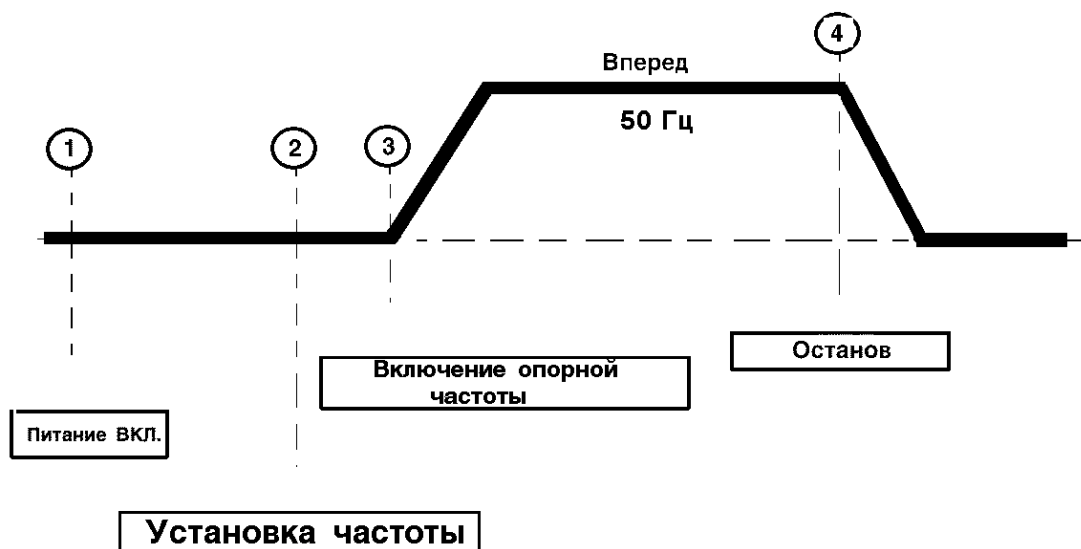 4
Вперед
50 Гц
1
2
3
Останов
Включение опорной
частоты
Питание ВКЛ.
Установка частоты